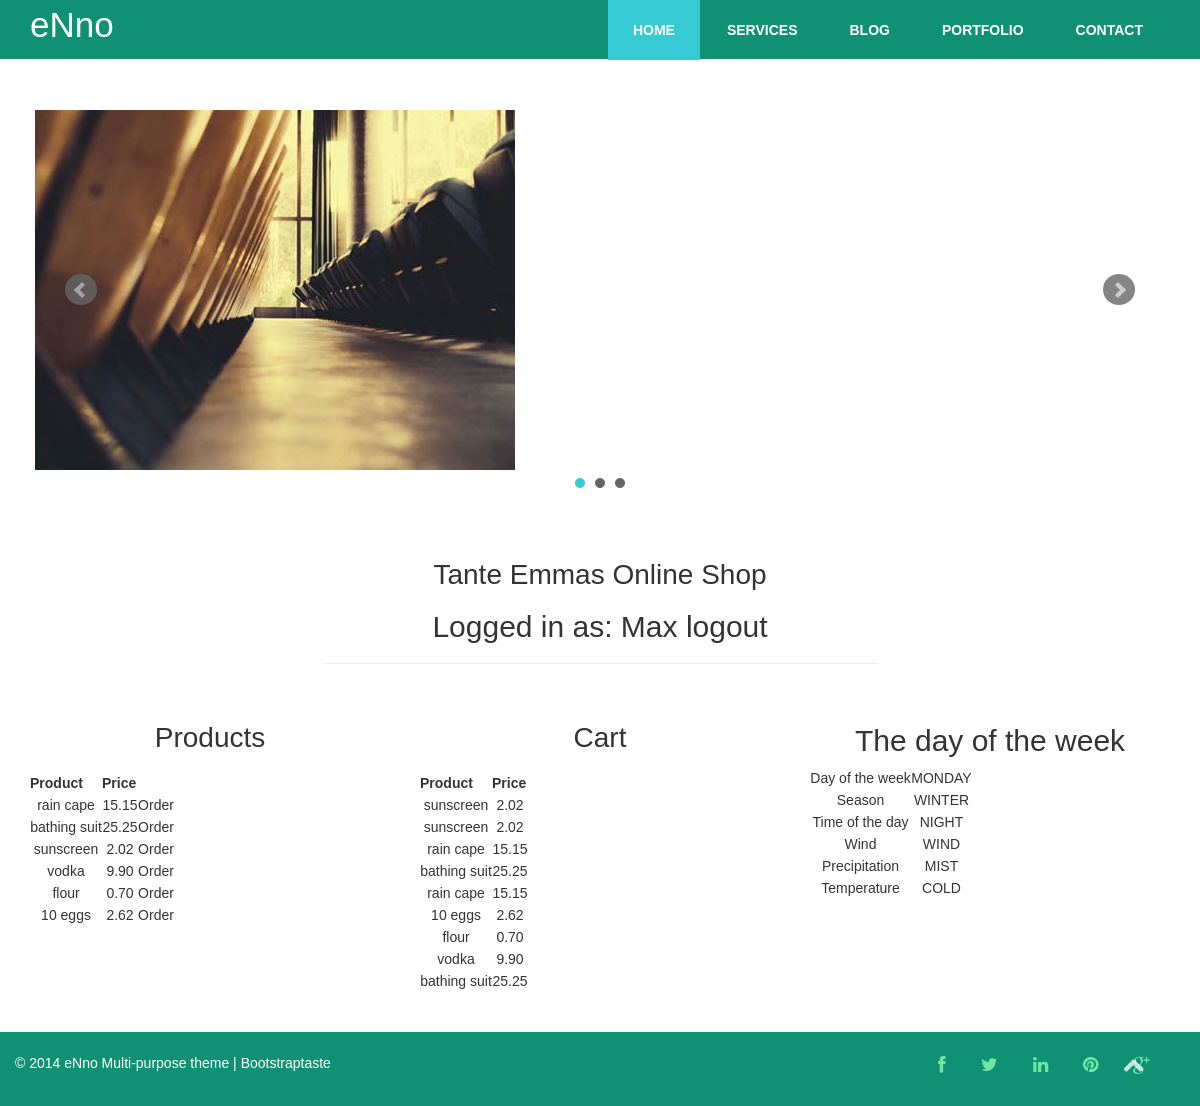 eNno
HOME SERVICES BLOG PORTFOLIO CONTACT
Tante Emmas Online Shop
Logged in as: Max logout
Products
Product Price
rain cape 15.15 Order
bathing suit 25.25 Order
sunscreen 2.02 Order
vodka 9.90 Order
flour 0.70 Order
10 eggs 2.62 Order
Cart
Product Price
sunscreen 2.02
sunscreen 2.02
rain cape 15.15
bathing suit 25.25
rain cape 15.15
10 eggs 2.62
flour 0.70
vodka 9.90
bathing suit 25.25
The day of the week
Day of the week MONDAY
Season WINTER
Time of the day NIGHT
Wind WIND
Precipitation MIST
Temperature COLD
© 2014 eNno Multi-purpose theme | Bootstraptaste